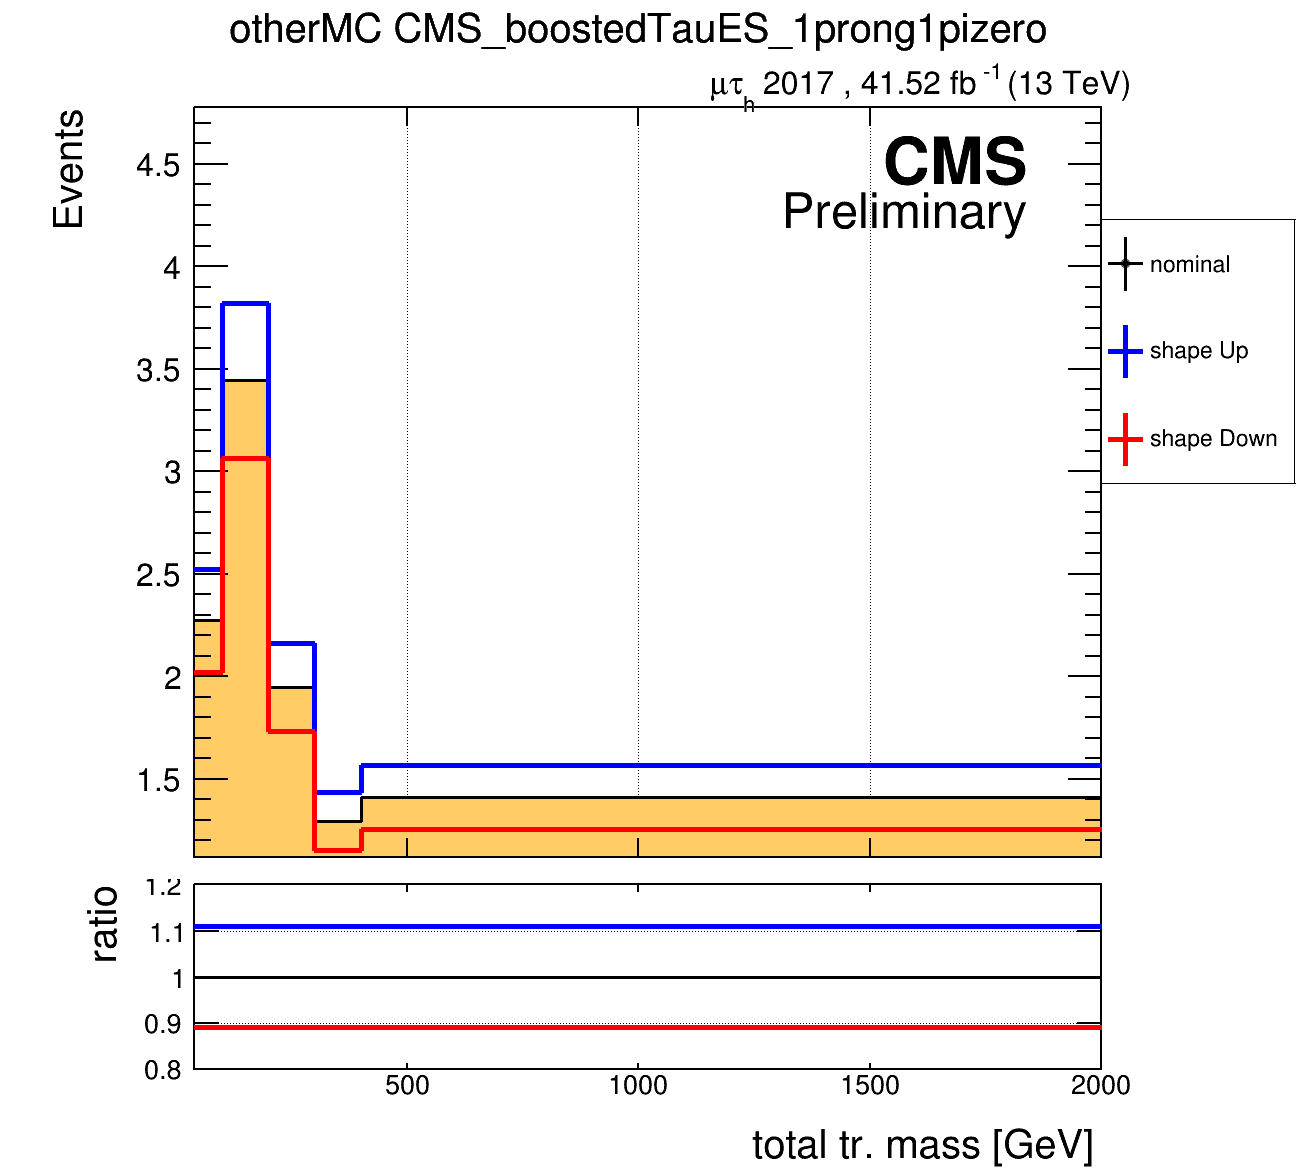 otherMC CMS_boostedTauES_1prong1pizero
μτh 2017 , 41.52 fb-1 (13 TeV)
Events
CMS
Preliminary
4.5
4
3.5
3
2.5
2
1.5
nominal
shape Up
shape Down
ratio
1.2
1.1
1
0.9
0.8
500 1000 1500 2000
total tr. mass [GeV]